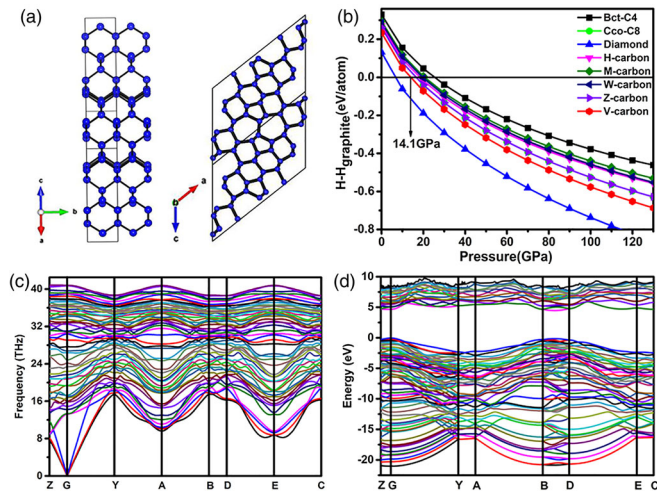 (a)
c
b
a
b
a
c
(b)
H-Hgraphite(eV/atom)
0.4
0.2
0.0
-0.2
-0.4
-0.6
-0.8
Bct-C4
Cco-C8
Diamond
H-carbon
M-carbon
W-carbon
Z-carbon
V-carbon
14.1GPa
0 20 40 60 80 100 120
Pressure(GPa)
(c)
Frequency (THz)
40
32
24
16
8
0
Z G Y A B D E C
(d)
Energy (eV)
10
5
0
-5
-10
-15
-20
Z G Y A B D E C